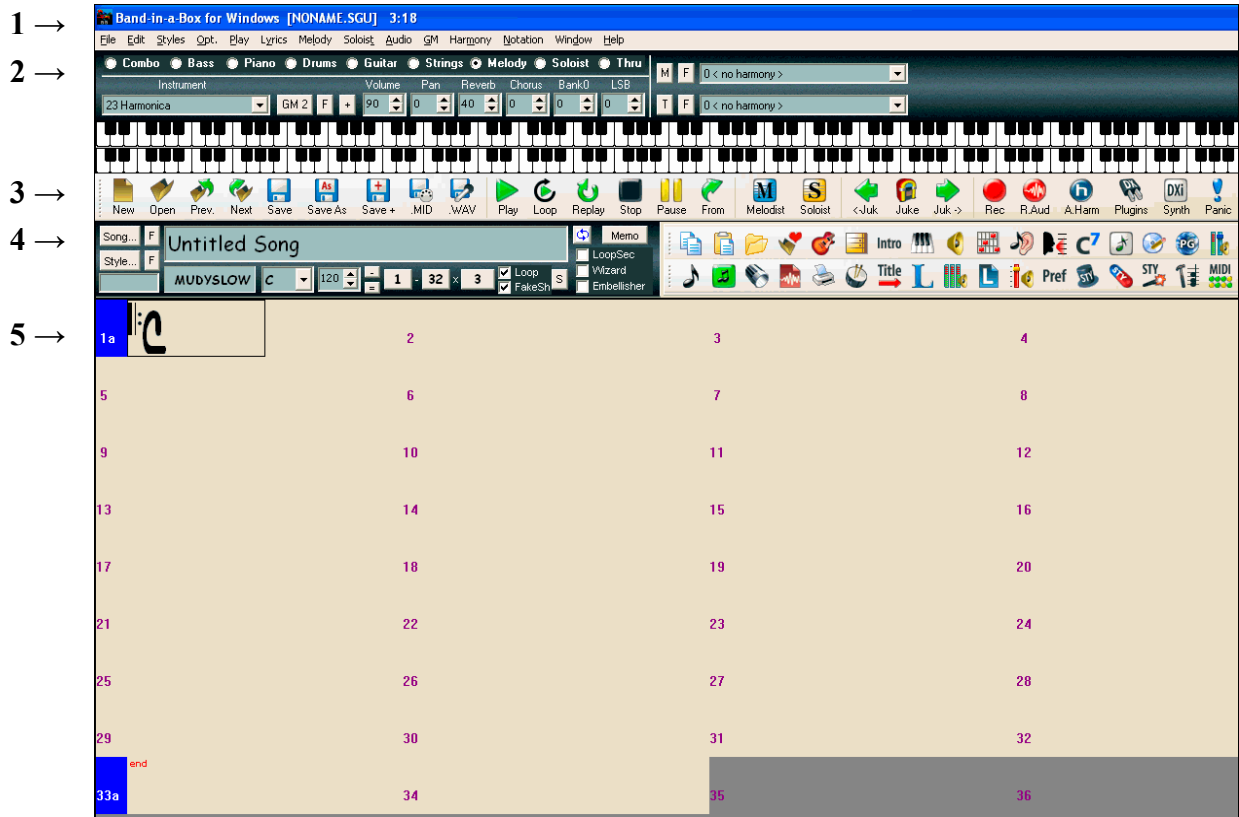 1 → Band-in-a-Box for Windows [NONAME.SGU] 3:18
File Edit Styles Opt. Play Lyrics Melody Soloist Audio GM Harmony Notation Window Help
2 → Combo Bass Piano Drums Guitar Strings Melody Soloist Thru
M F 0 < no harmony >
Instrument Volume Pan Reverb Chorus Bank0 LSB
23 Harmonica GM 2 F + 90 0 40 0 0 0 T F 0 < no harmony >
3 →
As + M S h DXi
New Open Prev. Next Save Save As Save + .MID .WAV Play Loop Replay Stop Pause From Melodist Soloist <-Juk Juke Juk -> Rec R.Aud A.Harm Plugins Synth Panic
4 → Song... F Untitled Song Memo
LoopSec
Intro C7 PG
Style... F Wizard
MUDYSLOW C 120 - = 1 - 32 x 3 Loop FakeSh S Embellisher
Title L L Pref STY MIDI
5 → 1a C 2 3 4
5 6 7 8
9 10 11 12
13 14 15 16
17 18 19 20
21 22 23 24
25 26 27 28
29 30 31 32
end
33a 34 35 36